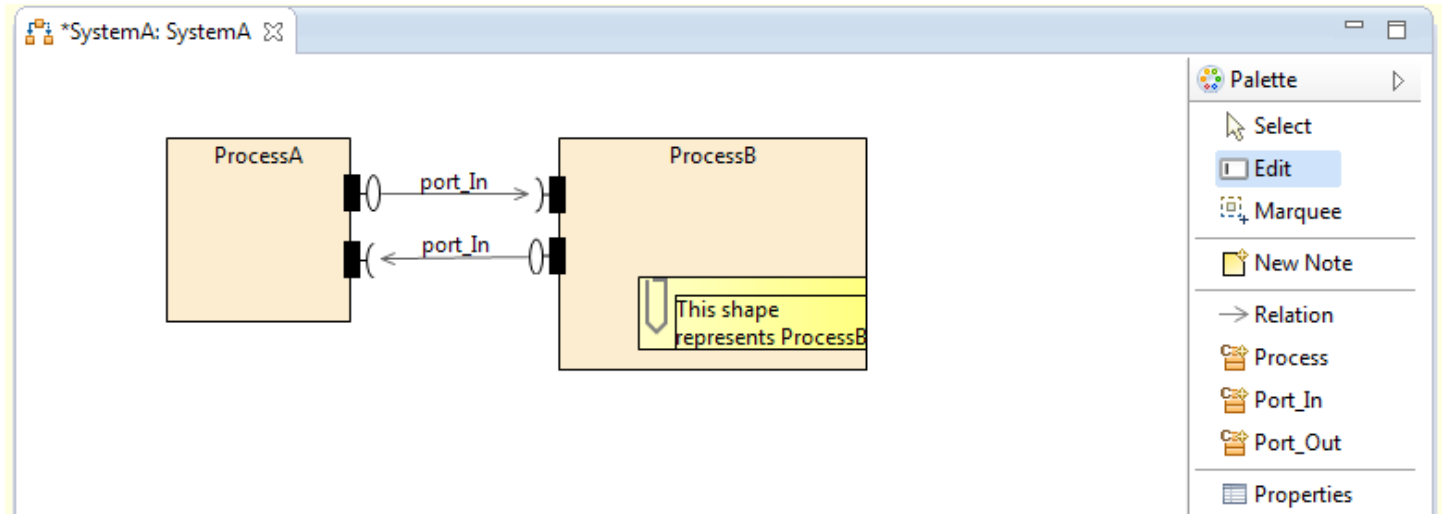 *SystemA: SystemA
Palette
Select
Edit
Marquee
New Note
Relation
Process
Port_In
Port_Out
Properties
ProcessA
port_In
port_In
ProcessB
This shape
represents ProcessB